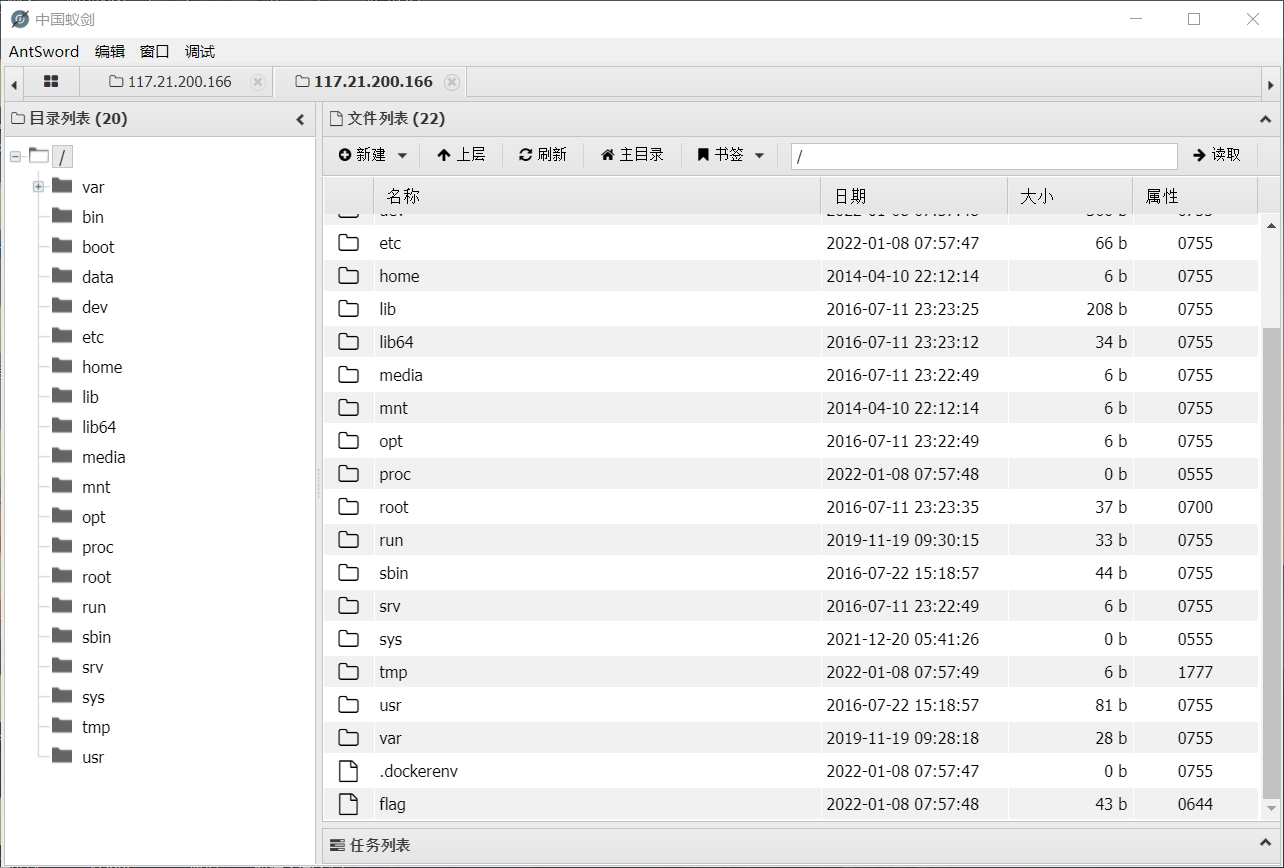 中国蚁剑
AntSword 编辑 窗口 调试
117.21.200.166 117.21.200.166
目录列表 (20)
/
var
bin
boot
data
dev
etc
home
lib
lib64
media
mnt
opt
proc
root
run
sbin
srv
sys
tmp
usr
文件列表 (22)
新建 上层 刷新 主目录 书签 / 读取
名称 日期 大小 属性
etc 2022-01-08 07:57:47 66 b 0755
home 2014-04-10 22:12:14 6 b 0755
lib 2016-07-11 23:23:25 208 b 0755
lib64 2016-07-11 23:23:12 34 b 0755
media 2016-07-11 23:22:49 6 b 0755
mnt 2014-04-10 22:12:14 6 b 0755
opt 2016-07-11 23:22:49 6 b 0755
proc 2022-01-08 07:57:48 0 b 0555
root 2016-07-11 23:23:35 37 b 0700
run 2019-11-19 09:30:15 33 b 0755
sbin 2016-07-22 15:18:57 44 b 0755
srv 2016-07-11 23:22:49 6 b 0755
sys 2021-12-20 05:41:26 0 b 0555
tmp 2022-01-08 07:57:49 6 b 1777
usr 2016-07-22 15:18:57 81 b 0755
var 2019-11-19 09:28:18 28 b 0755
.dockerenv 2022-01-08 07:57:47 0 b 0755
flag 2022-01-08 07:57:48 43 b 0644
任务列表